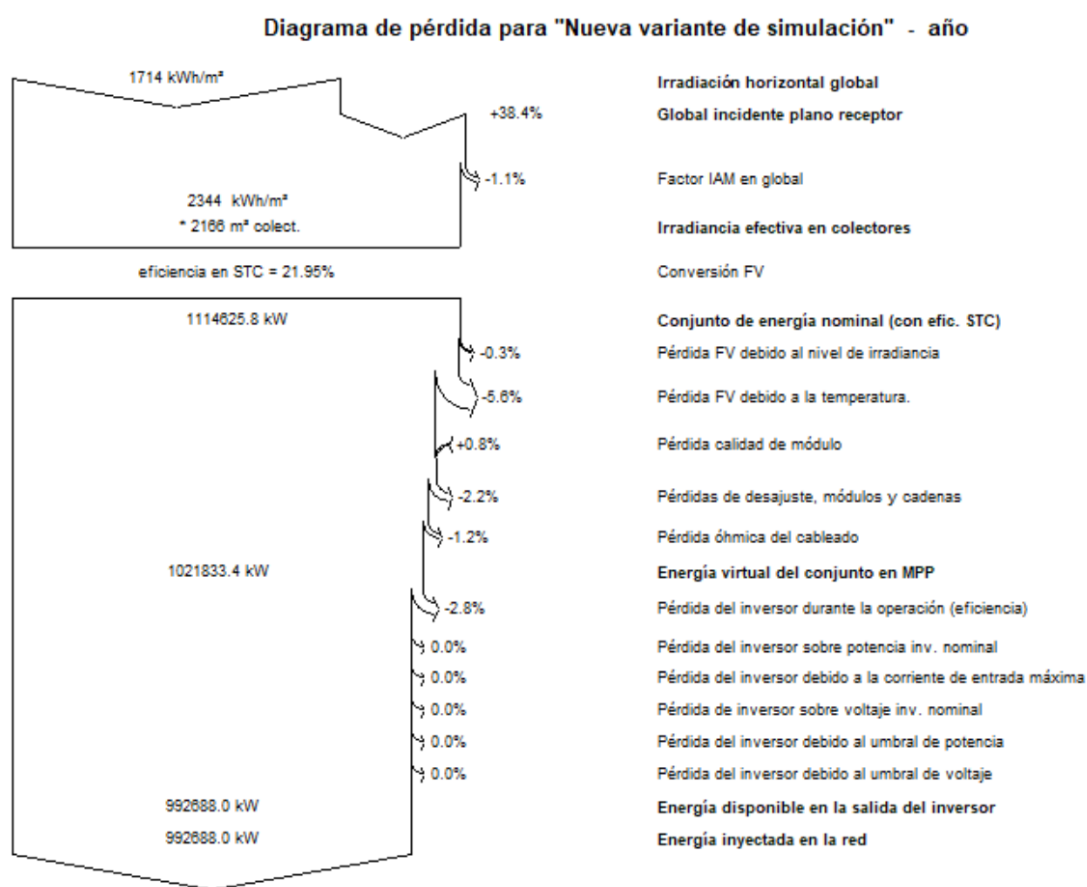 Diagrama de pérdida para "Nueva variante de simulación" - año
1714 kWh/m² Irradiación horizontal global
+38.4% Global incidente plano receptor
-1.1% Factor IAM en global
2344 kWh/m²
* 2166 m² colect. Irradiancia efectiva en colectores
eficiencia en STC = 21.95% Conversión FV
1114625.8 kW Conjunto de energía nominal (con efic. STC)
-0.3% Pérdida FV debido al nivel de irradiancia
-5.6% Pérdida FV debido a la temperatura.
+0.8% Pérdida calidad de módulo
-2.2% Pérdidas de desajuste, módulos y cadenas
-1.2% Pérdida óhmica del cableado
1021833.4 kW Energía virtual del conjunto en MPP
-2.8% Pérdida del inversor durante la operación (eficiencia)
0.0% Pérdida del inversor sobre potencia inv. nominal
0.0% Pérdida del inversor debido a la corriente de entrada máxima
0.0% Pérdida de inversor sobre voltaje inv. nominal
0.0% Pérdida del inversor debido al umbral de potencia
0.0% Pérdida del inversor debido al umbral de voltaje
992688.0 kW Energía disponible en la salida del inversor
992688.0 kW Energía inyectada en la red